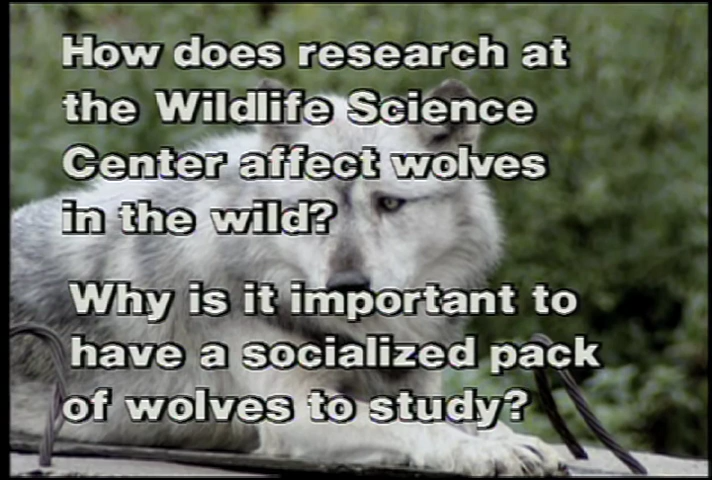 How does research at
the Wildlife Science
Center affect wolves
in the wild?
Why is it important to
have a socialized pack
of wolves to study?